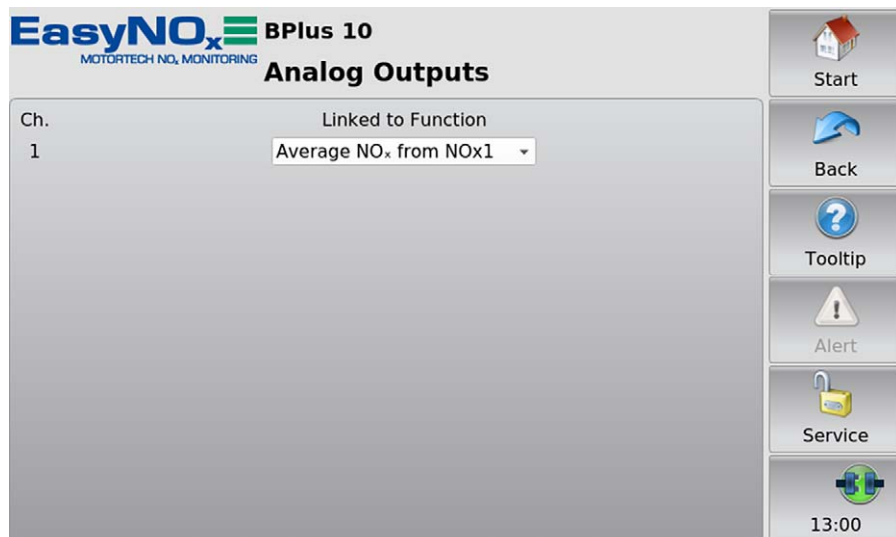 EasyNOₓ
MOTORTECH NOₓ MONITORING
BPlus 10
Analog Outputs
Ch.
Linked to Function
1
Average NOₓ from NOx1
Start
Back
Tooltip
Alert
Service
13:00